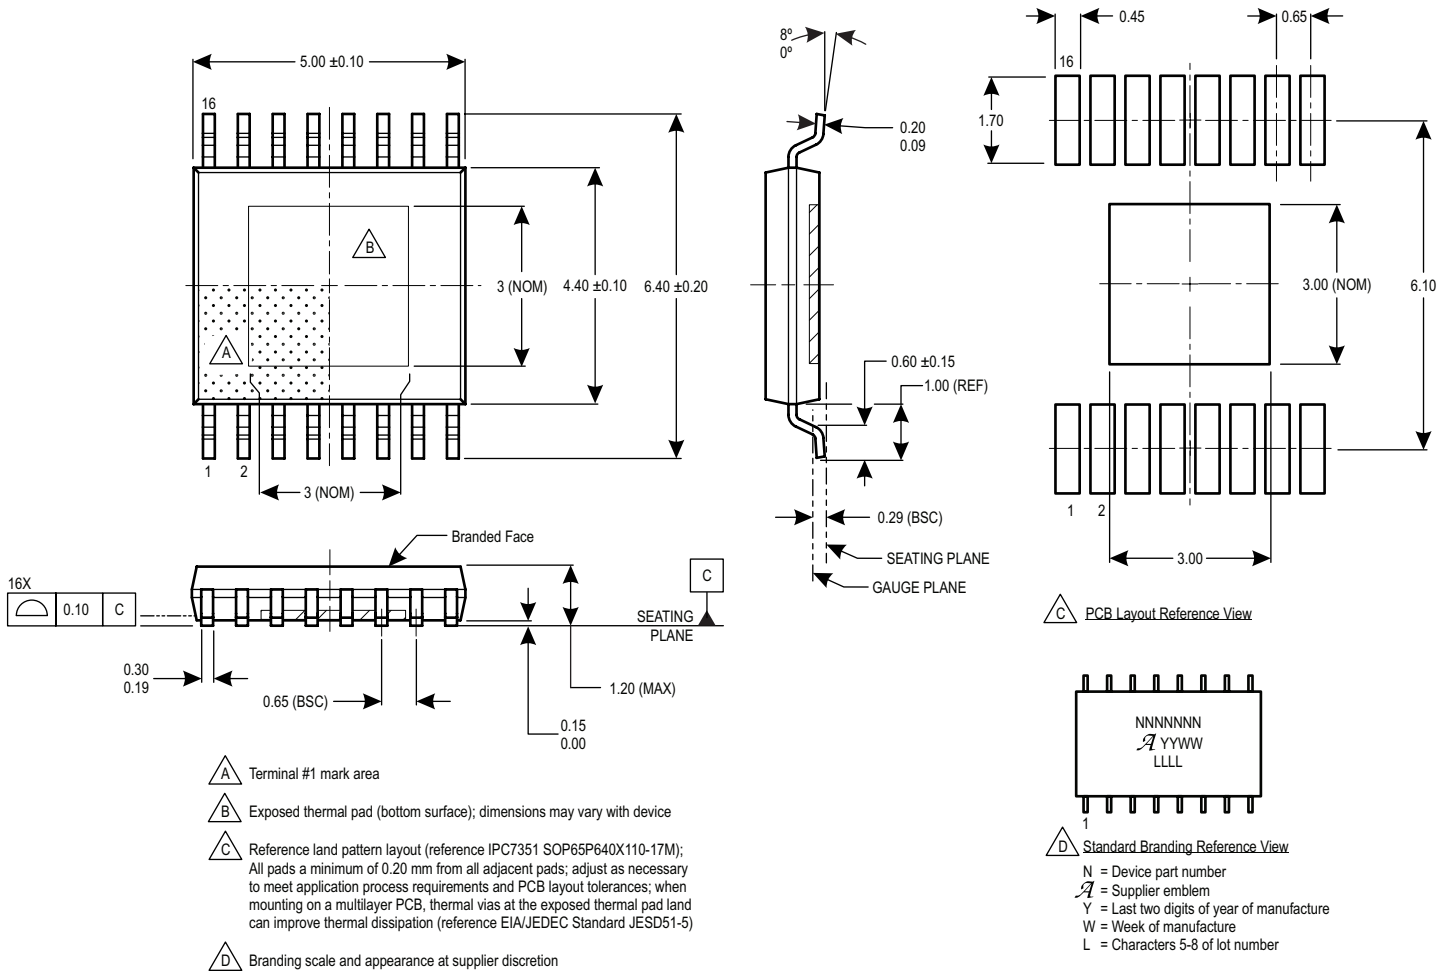 5.00 ±0.10
16
B
A
3 (NOM)
4.40 ±0.10
6.40 ±0.20
1
2
3 (NOM)
8º
0º
0.20
0.09
0.60 ±0.15
1.00 (REF)
0.29 (BSC)
SEATING PLANE
GAUGE PLANE
0.45
0.65
16
1.70
3.00 (NOM)
6.10
1
2
3.00
C PCB Layout Reference View
Branded Face
16X
0.10 C
C
SEATING
PLANE
0.30
0.19
0.65 (BSC)
1.20 (MAX)
0.15
0.00
A Terminal #1 mark area
B Exposed thermal pad (bottom surface); dimensions may vary with device
C Reference land pattern layout (reference IPC7351 SOP65P640X110-17M);
All pads a minimum of 0.20 mm from all adjacent pads; adjust as necessary
to meet application process requirements and PCB layout tolerances; when
mounting on a multilayer PCB, thermal vias at the exposed thermal pad land
can improve thermal dissipation (reference EIA/JEDEC Standard JESD51-5)
D Branding scale and appearance at supplier discretion
NNNNNNN
A YYWW
LLLL
1
D Standard Branding Reference View
N = Device part number
A = Supplier emblem
Y = Last two digits of year of manufacture
W = Week of manufacture
L = Characters 5-8 of lot number